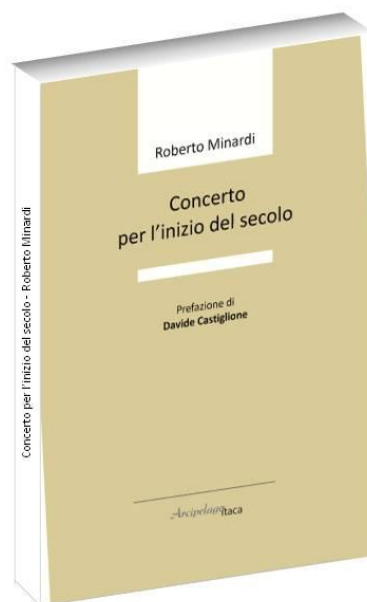 Concerto per l'inizio del secolo - Roberto Minardi
Roberto Minardi
Concerto
per l'inizio del secolo
Prefazione di
Davide Castiglione
Arcipelago itaca